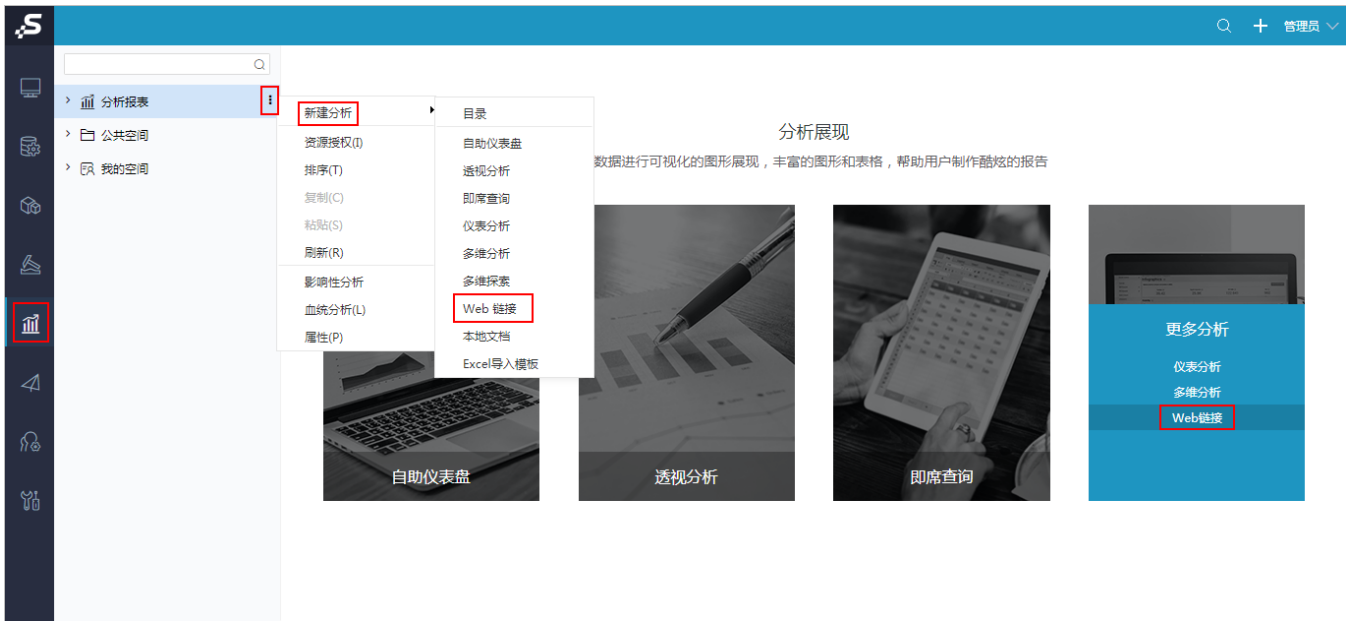 管理员
分析报表
公共空间
我的空间
新建分析
资源授权(I)
排序(T)
复制(C)
粘贴(S)
刷新(R)
影响性分析
血统分析(L)
属性(P)
目录
自助仪表盘
透视分析
即席查询
仪表分析
多维分析
多维探索
Web 链接
本地文档
Excel导入模板
分析展现
数据进行可视化的图形展现，丰富的图形和表格，帮助用户制作酷炫的报告
自助仪表盘
透视分析
即席查询
更多分析
仪表分析
多维分析
Web链接